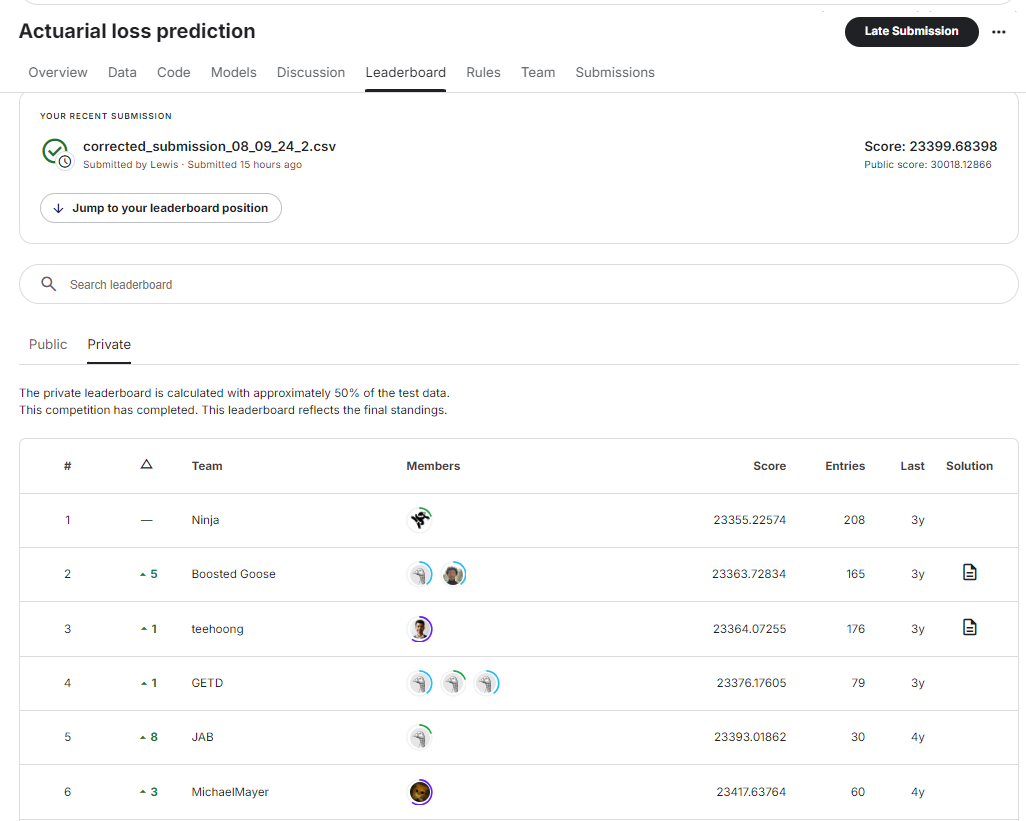 Actuarial loss prediction
Late Submission
Overview Data Code Models Discussion Leaderboard Rules Team Submissions
YOUR RECENT SUBMISSION
corrected_submission_08_09_24_2.csv Score: 23399.68398
Submitted by Lewis · Submitted 15 hours ago Public score: 30018.12866
Jump to your leaderboard position
Search leaderboard
Public Private
The private leaderboard is calculated with approximately 50% of the test data.
This competition has completed. This leaderboard reflects the final standings.
# △ Team Members Score Entries Last Solution
1 — Ninja 23355.22574 208 3y
2 5 Boosted Goose 23363.72834 165 3y
3 1 teehoong 23364.07255 176 3y
4 1 GETD 23376.17605 79 3y
5 8 JAB 23393.01862 30 4y
6 3 MichaelMayer 23417.63764 60 4y